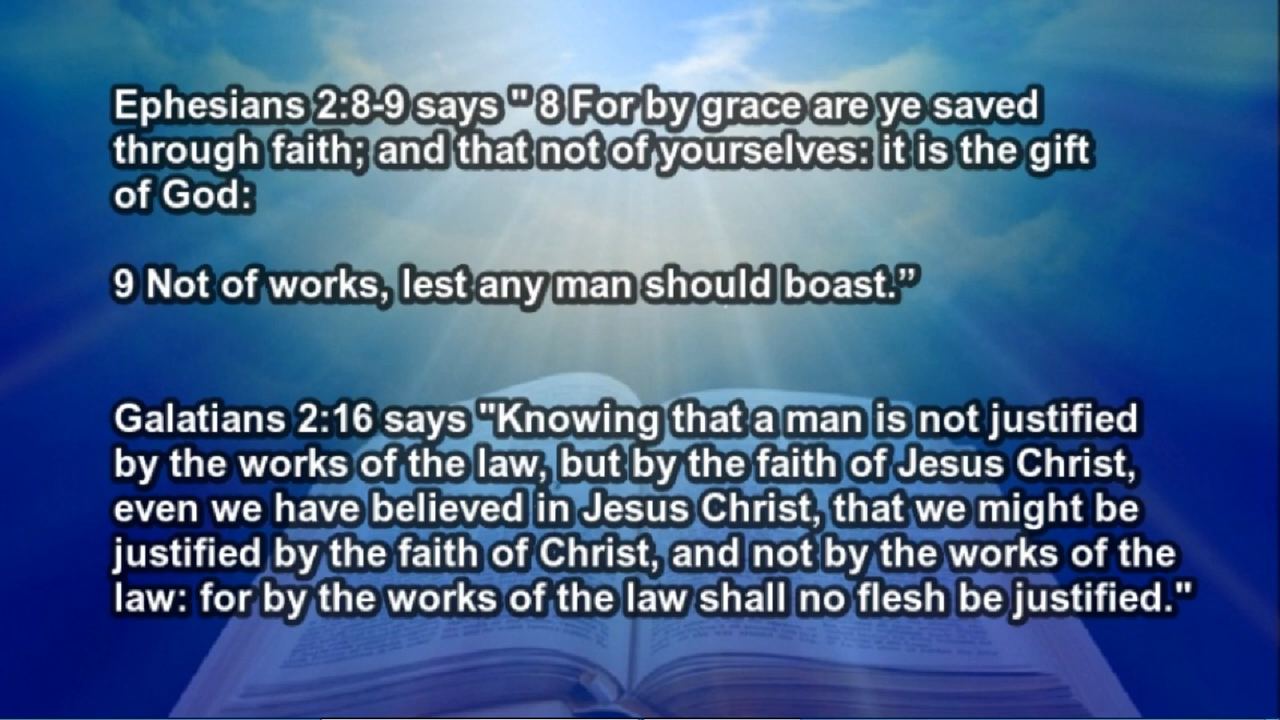 Ephesians 2:8-9 says " 8 For by grace are ye saved
through faith; and that not of yourselves: it is the gift
of God:
9 Not of works, lest any man should boast.”
Galatians 2:16 says "Knowing that a man is not justified
by the works of the law, but by the faith of Jesus Christ,
even we have believed in Jesus Christ, that we might be
justified by the faith of Christ, and not by the works of the
law: for by the works of the law shall no flesh be justified."